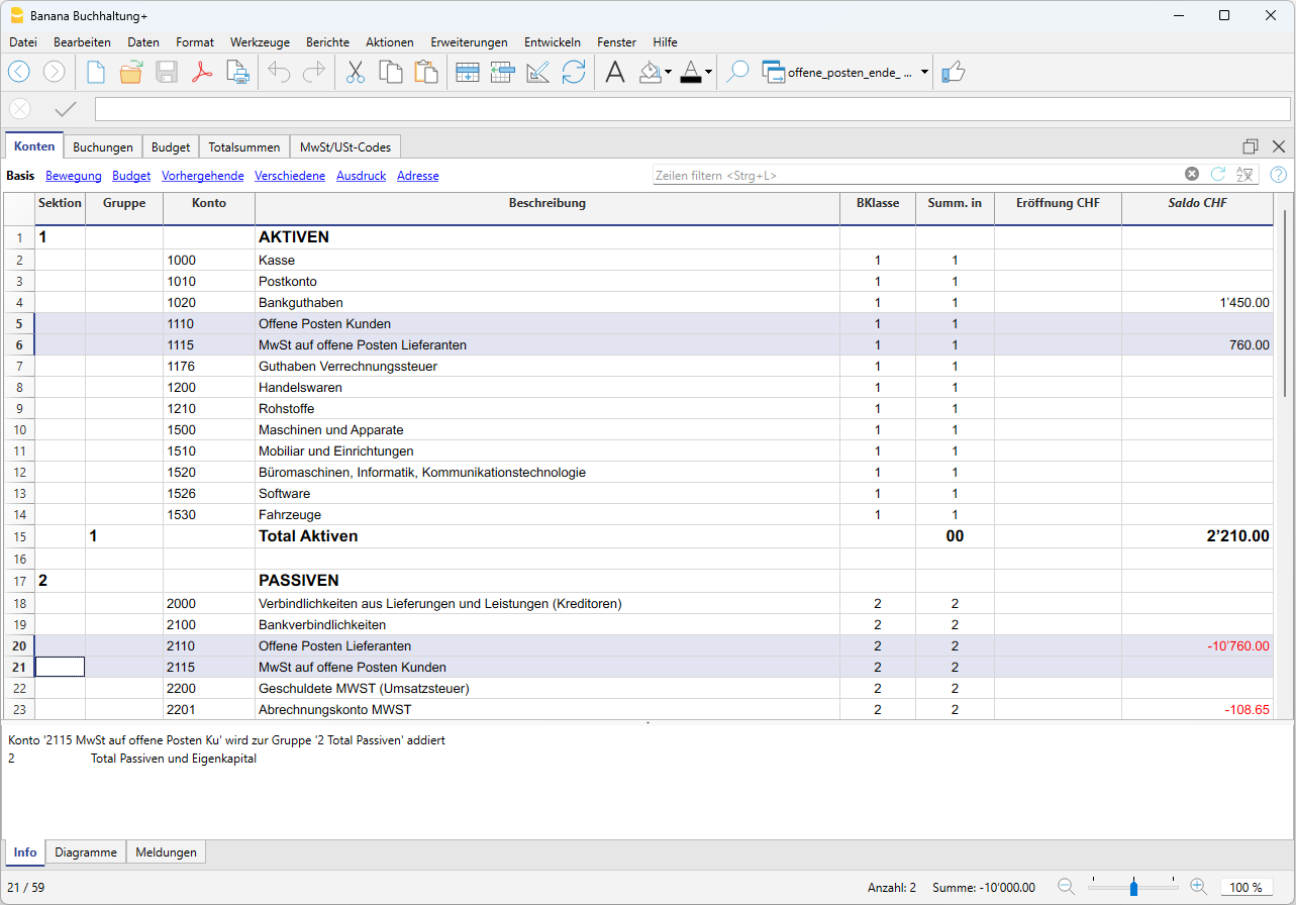 Banana Buchhaltung+
Datei Bearbeiten Daten Format Werkzeuge Berichte Aktionen Erweiterungen Entwickeln Fenster Hilfe
offene_posten_ende_ ...
Konten Buchungen Budget Totalsummen MwSt/USt-Codes
Basis Bewegung Budget Vorhergehende Verschiedene Ausdruck Adresse Zeilen filtern <Strg+L>
Sektion Gruppe Konto Beschreibung BKlasse Summ. in Eröffnung CHF Saldo CHF
1 1 AKTIVEN
2 1000 Kasse 1 1
3 1010 Postkonto 1 1
4 1020 Bankguthaben 1 1 1'450.00
5 1110 Offene Posten Kunden 1 1
6 1115 MwSt auf offene Posten Lieferanten 1 1 760.00
7 1176 Guthaben Verrechnungssteuer 1 1
8 1200 Handelswaren 1 1
9 1210 Rohstoffe 1 1
10 1500 Maschinen und Apparate 1 1
11 1510 Mobiliar und Einrichtungen 1 1
12 1520 Büromaschinen, Informatik, Kommunikationstechnologie 1 1
13 1526 Software 1 1
14 1530 Fahrzeuge 1 1
15 1 Total Aktiven 00 2'210.00
16
17 2 PASSIVEN
18 2000 Verbindlichkeiten aus Lieferungen und Leistungen (Kreditoren) 2 2
19 2100 Bankverbindlichkeiten 2 2
20 2110 Offene Posten Lieferanten 2 2 -10'760.00
21 2115 MwSt auf offene Posten Kunden 2 2
22 2200 Geschuldete MWST (Umsatzsteuer) 2 2
23 2201 Abrechnungskonto MWST 2 2 -108.65
Konto '2115 MwSt auf offene Posten Ku' wird zur Gruppe '2 Total Passiven' addiert
2 Total Passiven und Eigenkapital
Info Diagramme Meldungen
21 / 59 Anzahl: 2 Summe: -10'000.00 100 %